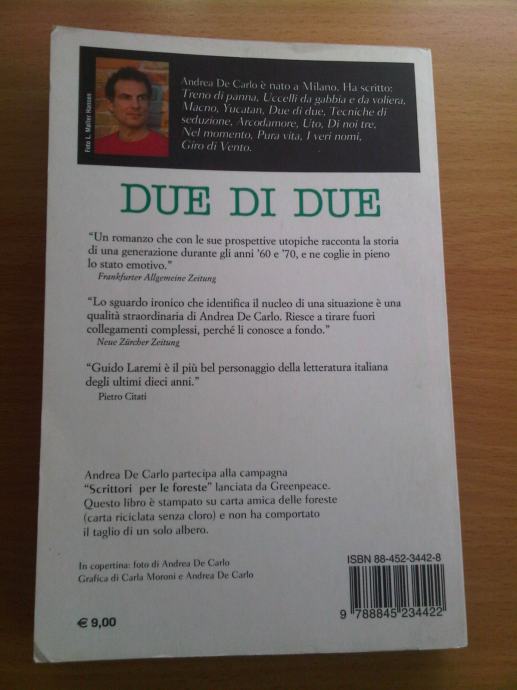 Foto L. Møller Hansen
Andrea De Carlo è nato a Milano. Ha scritto:
Treno di panna, Uccelli da gabbia e da voliera,
Macno, Yucatan, Due di due, Tecniche di
seduzione, Arcodamore, Uto, Di noi tre,
Nel momento, Pura vita, I veri nomi,
Giro di Vento.
DUE DI DUE
“Un romanzo che con le sue prospettive utopiche racconta la storia
di una generazione durante gli anni ’60 e ’70, e ne coglie in pieno
lo stato emotivo.”
Frankfurter Allgemeine Zeitung
“Lo sguardo ironico che identifica il nucleo di una situazione è una
qualità straordinaria di Andrea De Carlo. Riesce a tirare fuori
collegamenti complessi, perché li conosce a fondo.”
Neue Zürcher Zeitung
“Guido Laremi è il più bel personaggio della letteratura italiana
degli ultimi dieci anni.”
Pietro Citati
Andrea De Carlo partecipa alla campagna
“Scrittori per le foreste” lanciata da Greenpeace.
Questo libro è stampato su carta amica delle foreste
(carta riciclata senza cloro) e non ha comportato
il taglio di un solo albero.
In copertina: foto di Andrea De Carlo
Grafica di Carla Moroni e Andrea De Carlo
ISBN 88-452-3442-8
9 788845 234422
€ 9,00